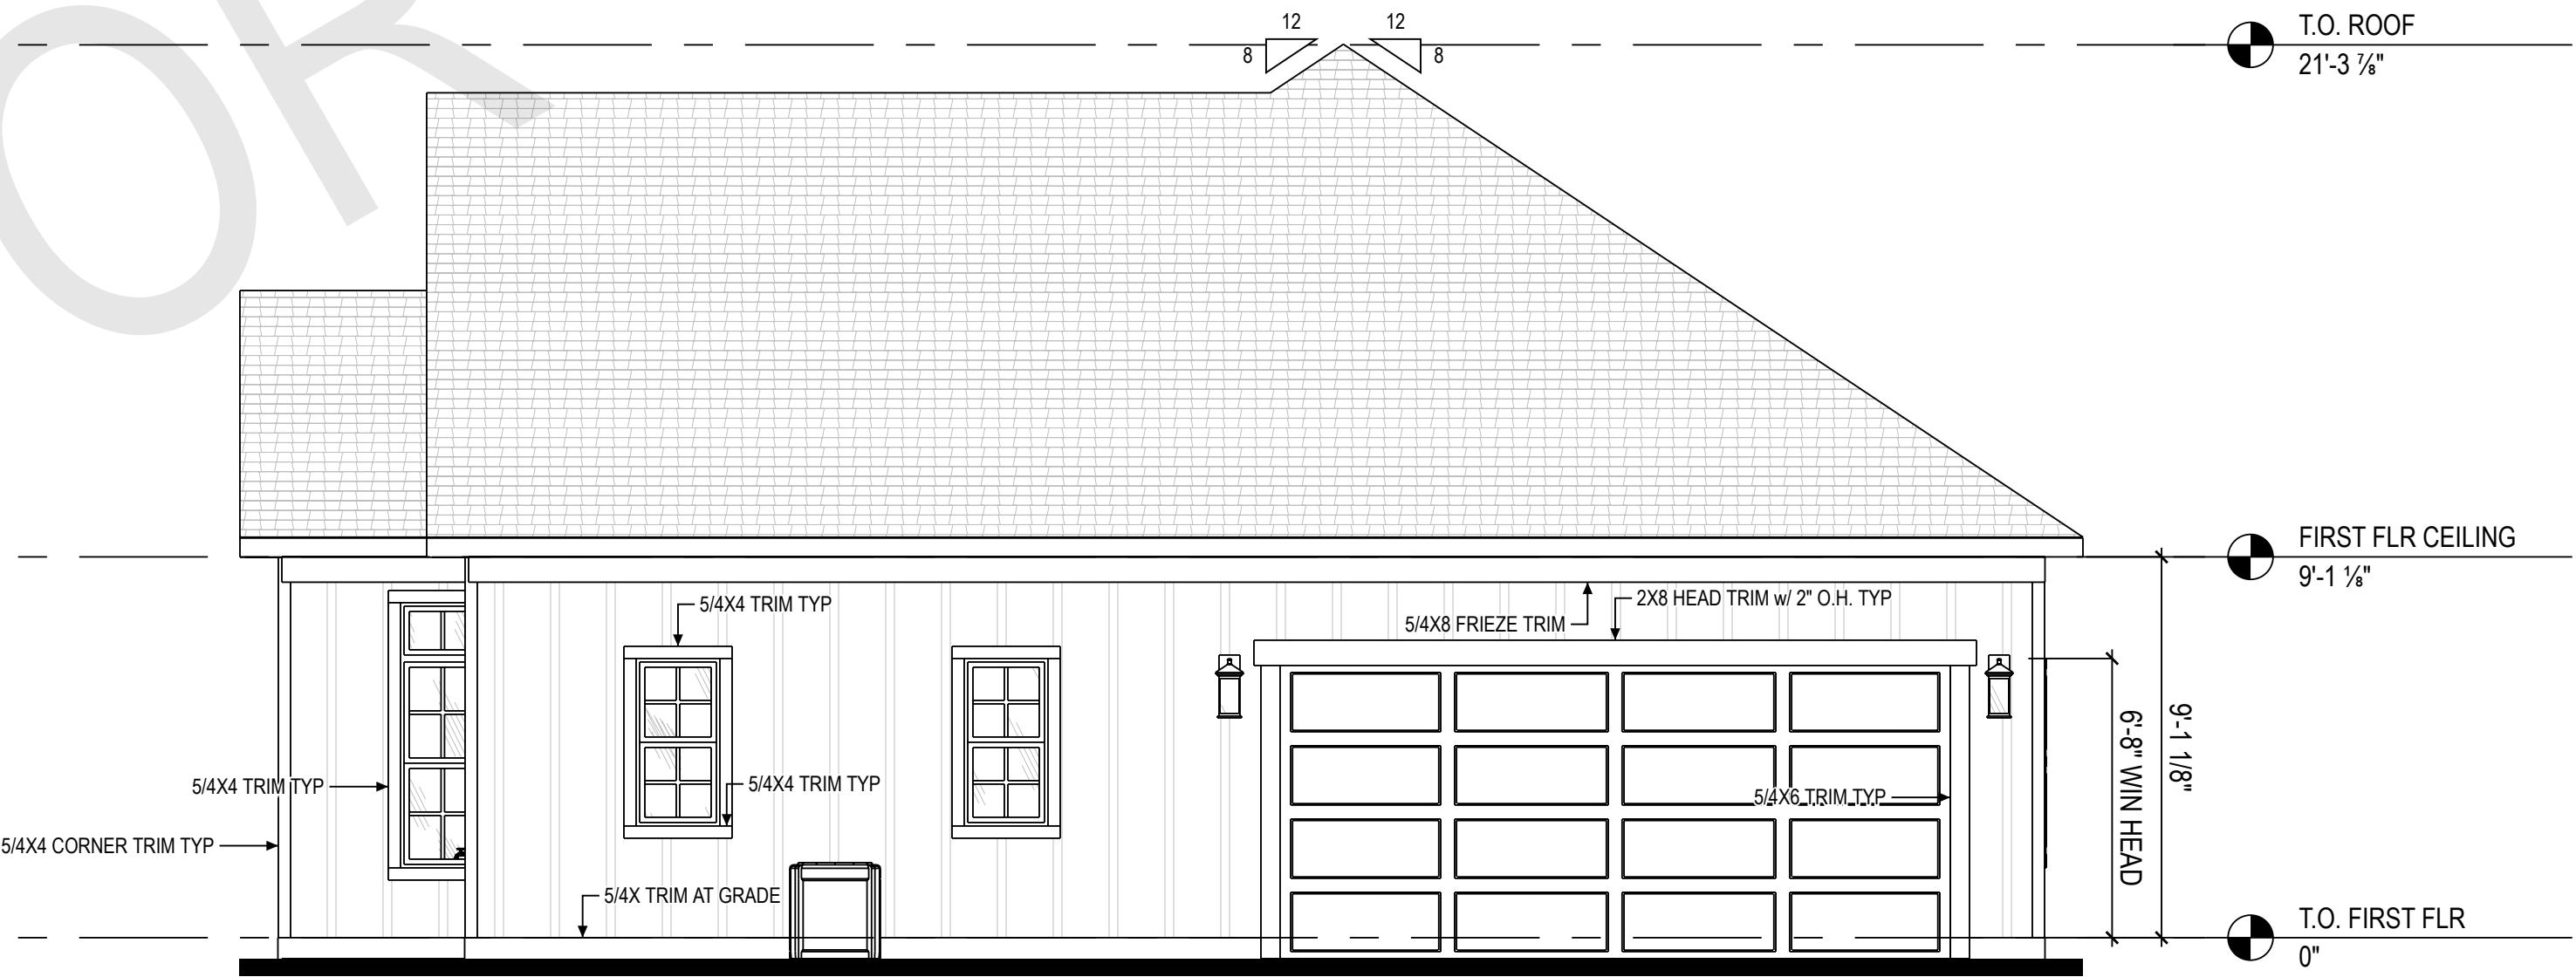 OR
12
12
8
8
T.O. ROOF
21'-3 ⅞"
FIRST FLR CEILING
9'-1 ⅛"
5/4X4 TRIM TYP
2X8 HEAD TRIM w/ 2" O.H. TYP
5/4X8 FRIEZE TRIM
9'-1 1/8"
6'-8" WIN HEAD
5/4X4 TRIM TYP
5/4X4 TRIM TYP
5/4X6 TRIM TYP
5/4X4 CORNER TRIM TYP
5/4X TRIM AT GRADE
T.O. FIRST FLR
0"